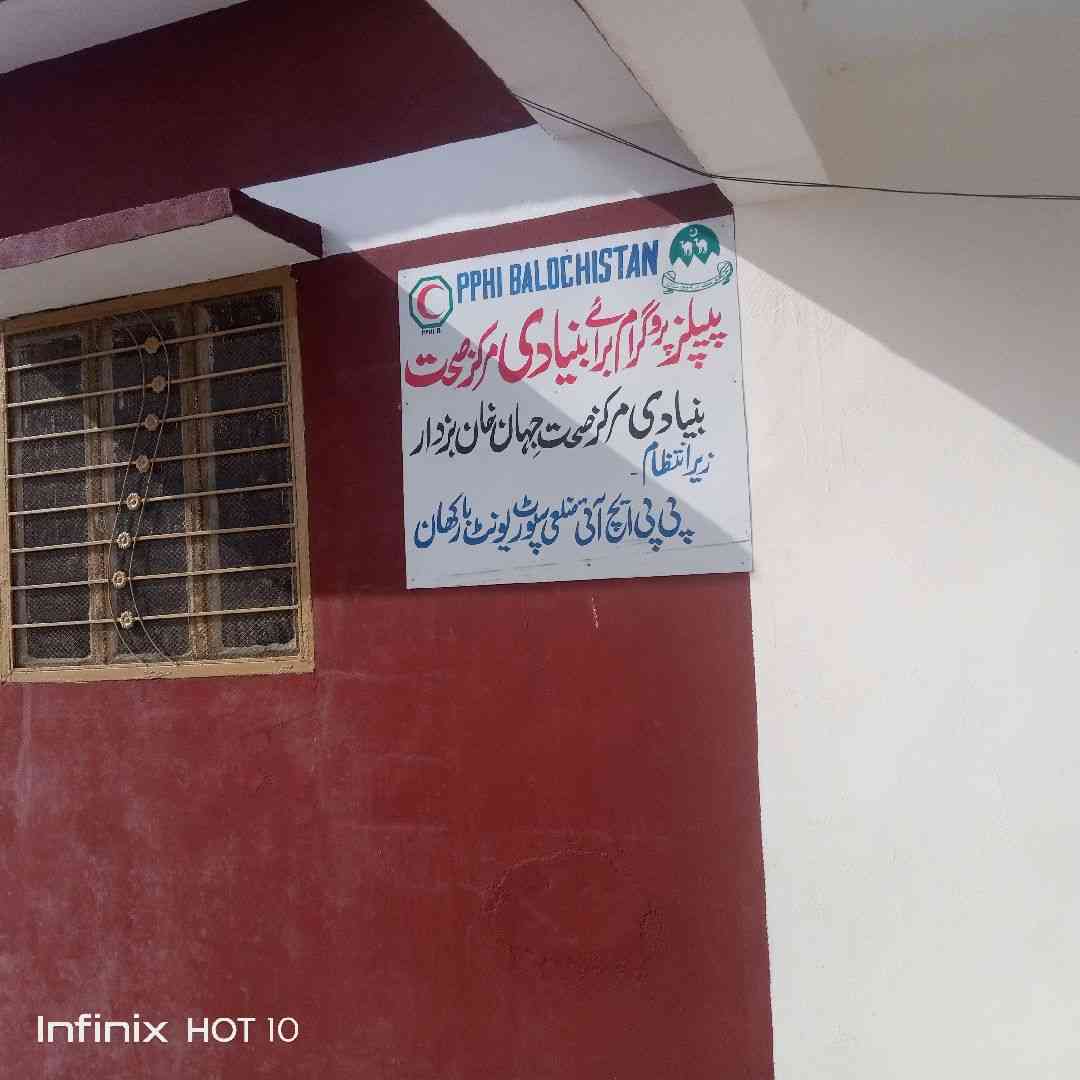 PPHI BALOCHISTAN
PPHI B
پیپلز پروگرام برائے بنیادی مرکز صحت
بنیادی مرکز صحت جہان خان بزدار
زیر انتظام -
پی پی ایچ آئی ضلعی سپورٹ یونٹ بارکھان
Infinix HOT 10